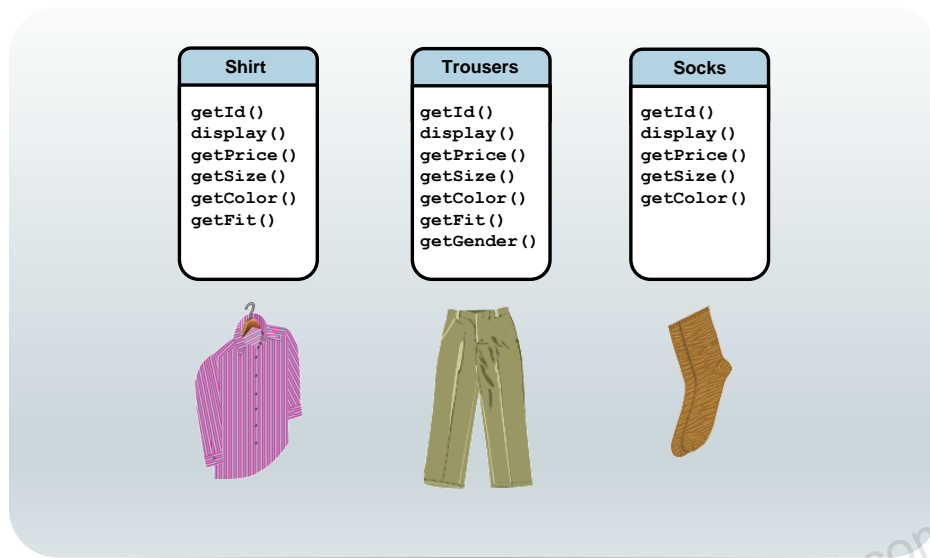 Shirt
getId()
display()
getPrice()
getSize()
getColor()
getFit()
Trousers
getId()
display()
getPrice()
getSize()
getColor()
getFit()
getGender()
Socks
getId()
display()
getPrice()
getSize()
getColor()